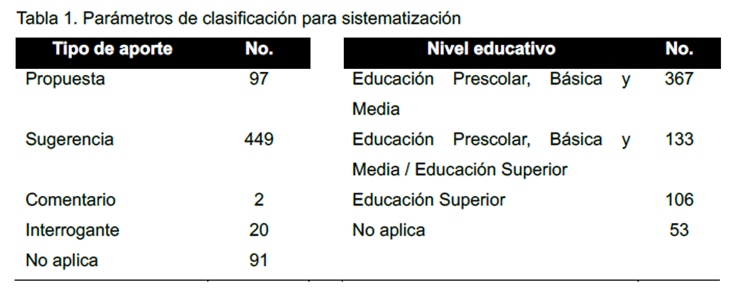 Tabla 1. Parámetros de clasificación para sistematización
Tipo de aporte No. Nivel educativo No.
Propuesta 97 Educación Prescolar, Básica y 367
Media
Sugerencia 449 Educación Prescolar, Básica y 133
Media / Educación Superior
Comentario 2 Educación Superior 106
Interrogante 20 No aplica 53
No aplica 91